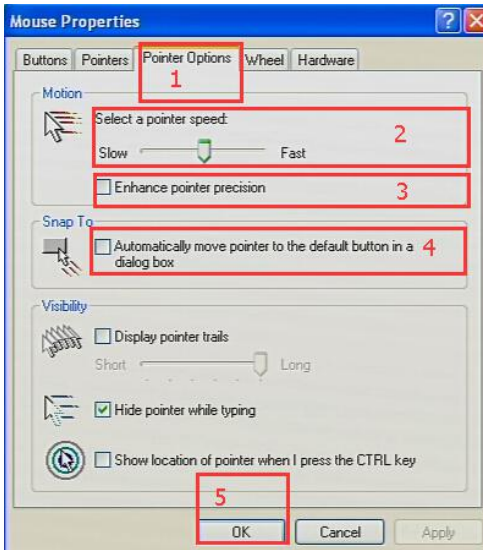 Mouse Properties
Buttons Pointers Pointer Options Wheel Hardware
1
Motion
Select a pointer speed:
2
Slow Fast
Enhance pointer precision
3
Snap To
Automatically move pointer to the default button in a
dialog box
4
Visibility
Display pointer trails
Short Long
Hide pointer while typing
Show location of pointer when I press the CTRL key
5
OK Cancel Apply